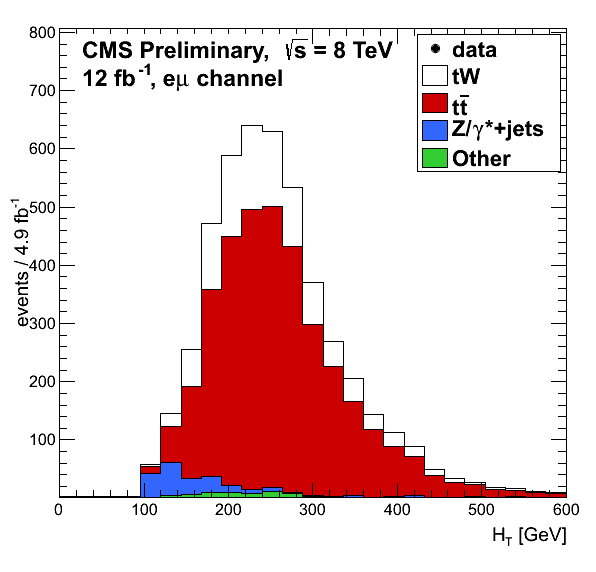 CMS Preliminary, √s = 8 TeV
12 fb⁻¹, eμ channel
data
tW
tt̄
Z/γ*+jets
Other
events / 4.9 fb⁻¹
800
700
600
500
400
300
200
100
0 100 200 300 400 500 600
H_T [GeV]